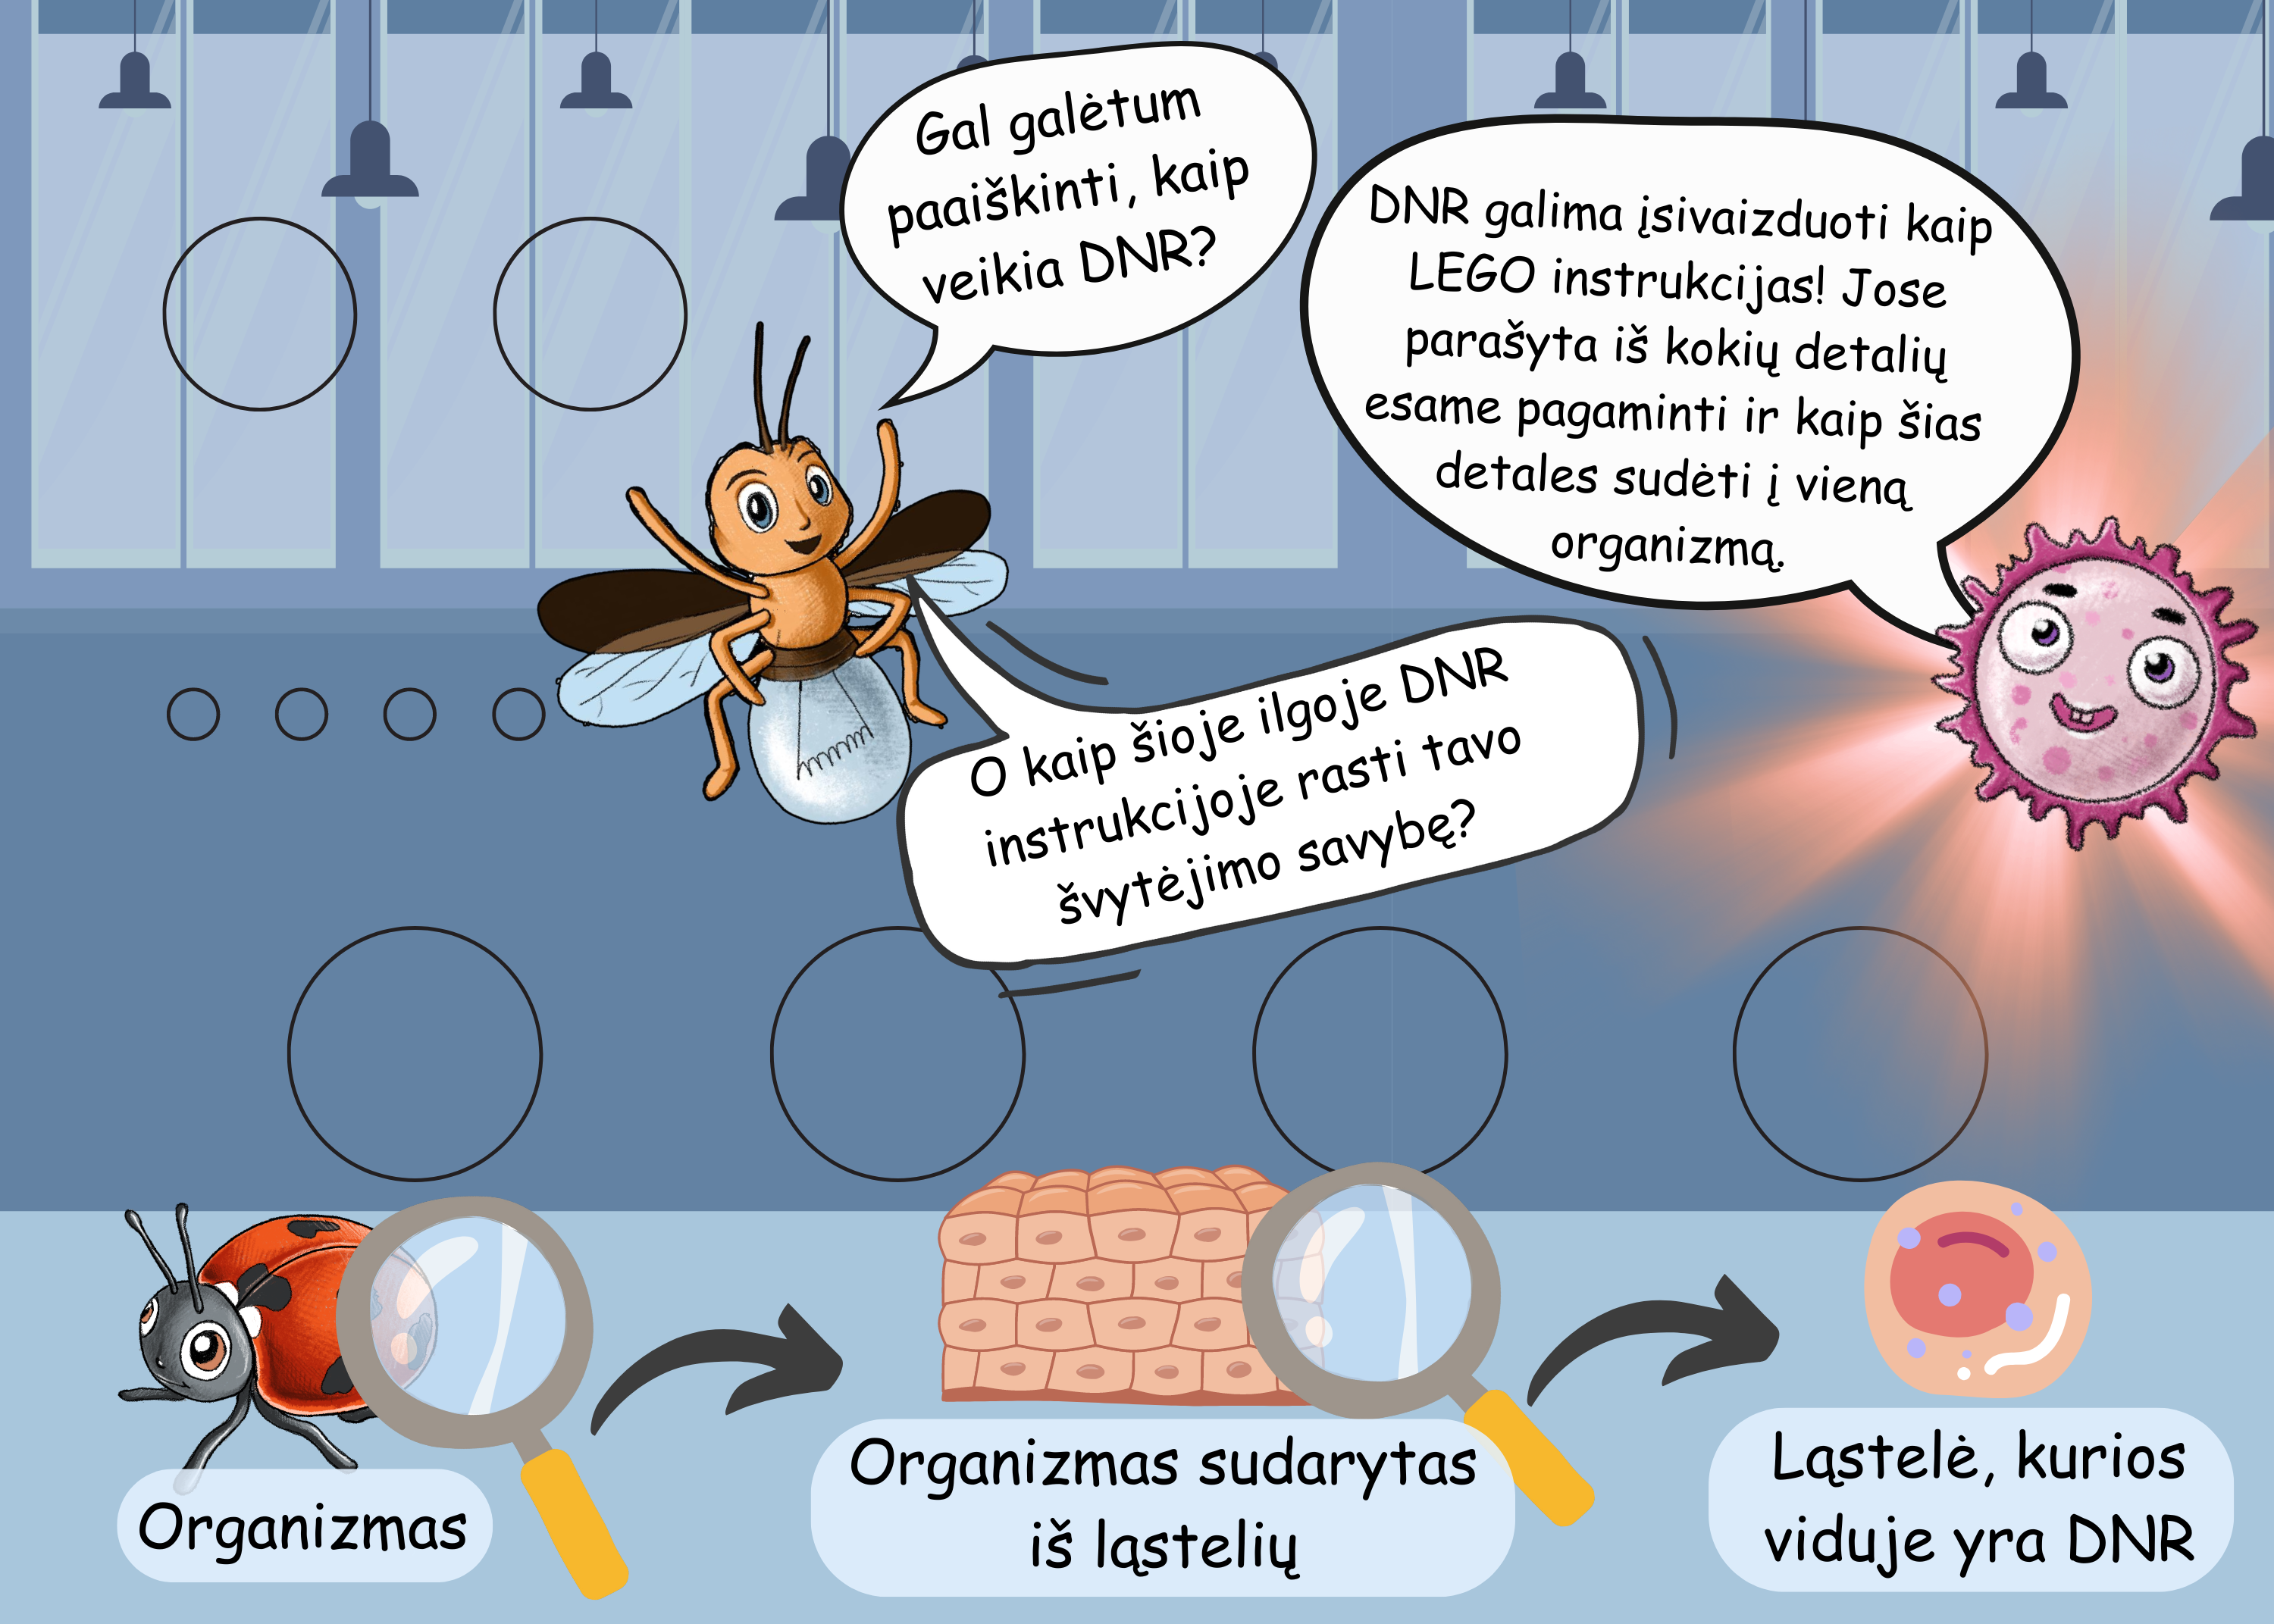 Gal galėtum
paaiškinti, kaip
veikia DNR?
DNR galima įsivaizduoti kaip
LEGO instrukcijas! Jose
parašyta iš kokių detalių
esame pagaminti ir kaip šias
detales sudėti į vieną
organizmą.
O kaip šioje ilgoje DNR
instrukcijoje rasti tavo
švytėjimo savybę?
Organizmas
Organizmas sudarytas
iš ląstelių
Ląstelė, kurios
viduje yra DNR